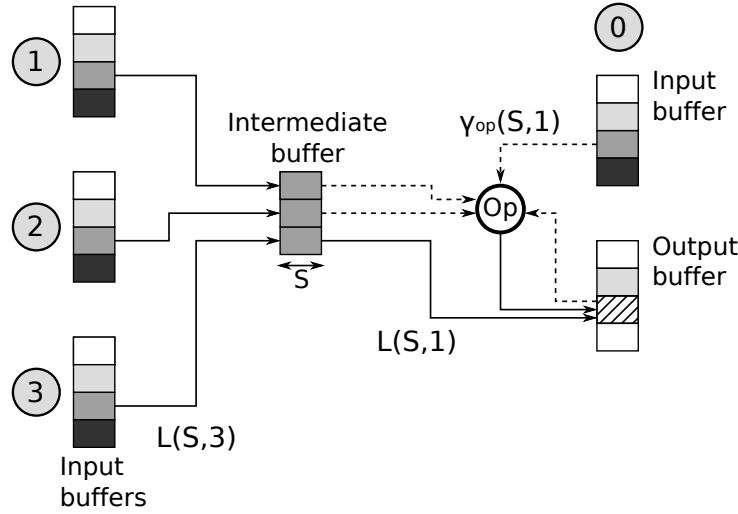 1
0
Input
buffer
γop(S,1)
Intermediate
buffer
2
Op
Output
buffer
S
L(S,1)
3
L(S,3)
Input
buffers